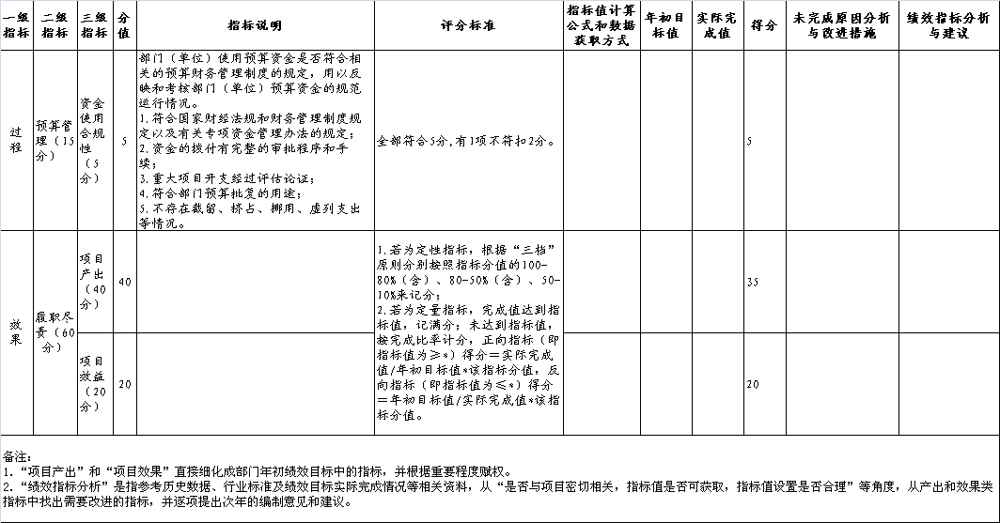 一级指标
二级指标
三级指标
分值
指标说明
评分标准
指标值计算公式和数据获取方式
年初目标值
实际完成值
得分
未完成原因分析与改进措施
绩效指标分析与建议
过程
预算管理（15分）
资金使用合规性（5分）
5
部门（单位）使用预算资金是否符合相
关的预算财务管理制度的规定，用以反
映和考核部门（单位）预算资金的规范
运行情况。
1.符合国家财经法规和财务管理制度规
定以及有关专项资金管理办法的规定；
2.资金的拨付有完整的审批程序和手
续；
3.重大项目开支经过评估论证；
4.符合部门预算批复的用途；
5.不存在截留、挤占、挪用、虚列支出
等情况。
全部符合5分,有1项不符扣2分。
5
效果
履职尽责（60分）
项目产出（40分）
40
1.若为定性指标，根据“三档”
原则分别按照指标分值的100-
80%（含）、80-50%（含）、50-
10%来记分；
2.若为定量指标，完成值达到指
标值，记满分；未达到指标值，
按完成比率计分，正向指标（即
指标值为≥*）得分＝实际完成
值/年初目标值*该指标分值，反
向指标（即指标值为≤*）得分
＝年初目标值/实际完成值*该指
标分值。
35
项目效益（20分）
20
20
备注：
1．“项目产出”和“项目效果”直接细化成部门年初绩效目标中的指标，并根据重要程度赋权。
2．“绩效指标分析”是指参考历史数据、行业标准及绩效目标实际完成情况等相关资料，从“是否与项目密切相关，指标值是否可获取，指标值设置是否合理”等角度，从产出和效果类
指标中找出需要改进的指标，并逐项提出次年的编制意见和建议。